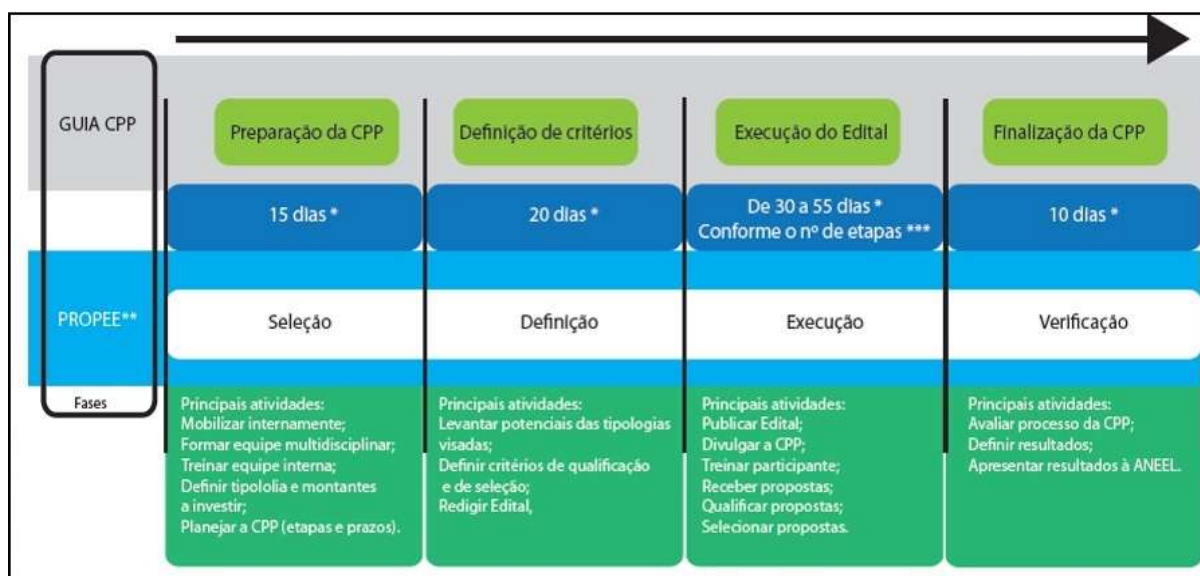 GUIA CPP
Preparação da CPP
Definição de critérios
Execução do Edital
Finalização da CPP
15 dias *
20 dias *
De 30 a 55 dias *
Conforme o nº de etapas ***
10 dias *
PROPEE**
Seleção
Definição
Execução
Verificação
Fases
Principais atividades:
Mobilizar internamente;
Formar equipe multidisciplinar;
Treinar equipe interna;
Definir tipololia e montantes
a investir;
Planejar a CPP (etapas e prazos).
Principais atividades:
Levantar potenciais das tipologias
visadas;
Definir critérios de qualificação
e de seleção;
Redigir Edital,
Principais atividades:
Publicar Edital;
Divulgar a CPP;
Treinar participante;
Receber propostas;
Qualificar propostas;
Selecionar propostas.
Principais atividades:
Avaliar processo da CPP;
Definir resultados;
Apresentar resultados à ANEEL.